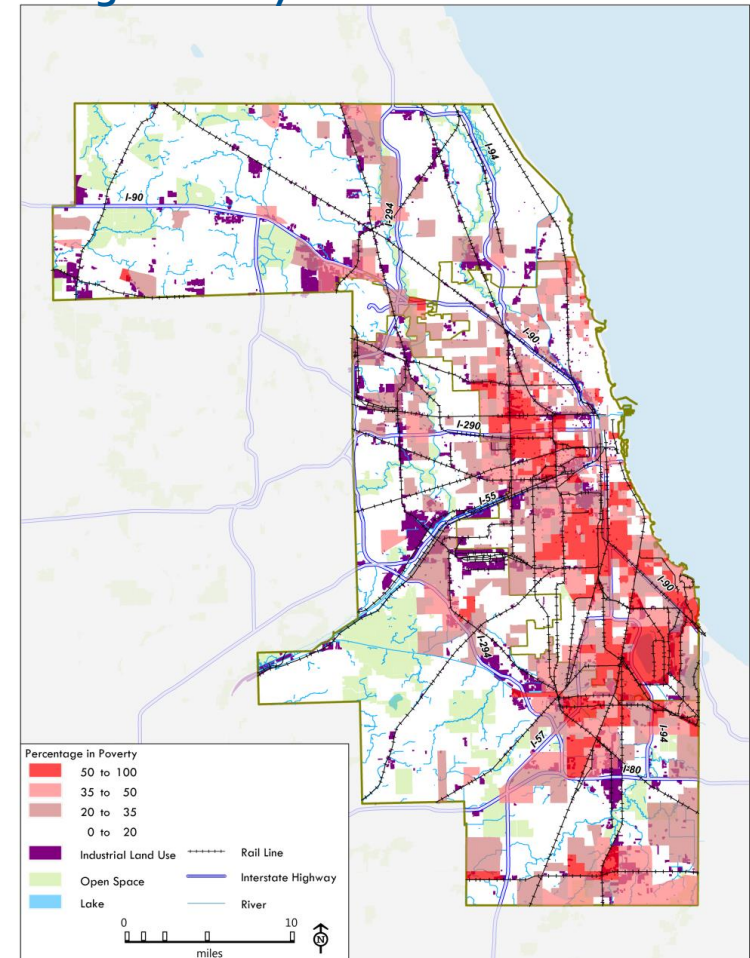 I-90
I-294
I-94
I-90
I-290
I-55
I-90
I-294
I-57
I-94
I-80
Percentage in Poverty
50 to 100
35 to 50
20 to 35
0 to 20
Industrial Land Use
Open Space
Lake
Rail Line
Interstate Highway
River
0 10
miles
N